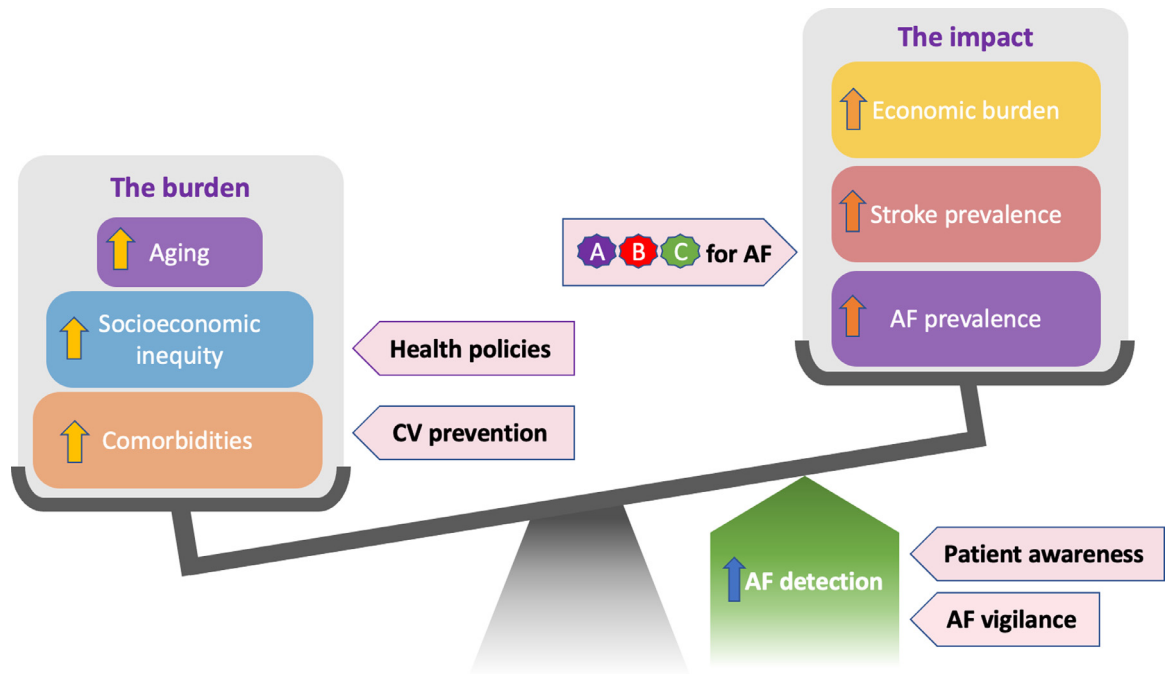 The impact
Economic burden
Stroke prevalence
AF prevalence
The burden
Aging
Socioeconomic
inequity
Comorbidities
A B C for AF
Health policies
CV prevention
AF detection
Patient awareness
AF vigilance